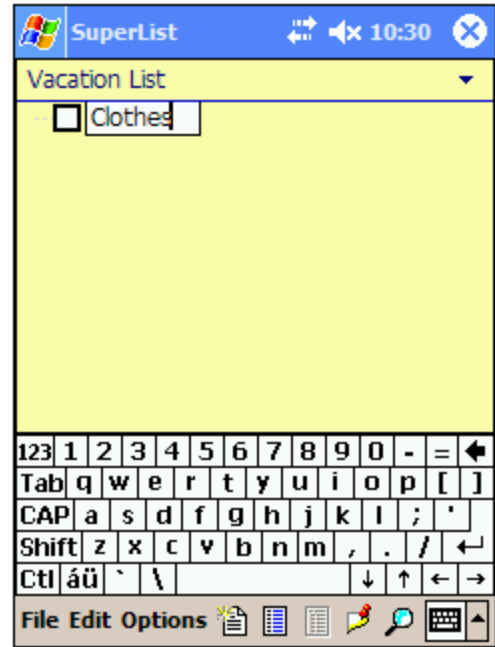 SuperList 10:30
Vacation List
Clothes
123 1 2 3 4 5 6 7 8 9 0 - =
Tab q w e r t y u i o p [ ]
CAP a s d f g h j k l ; '
Shift z x c v b n m , . /
Ctl áü ` \ ↓ ↑ ← →
File Edit Options